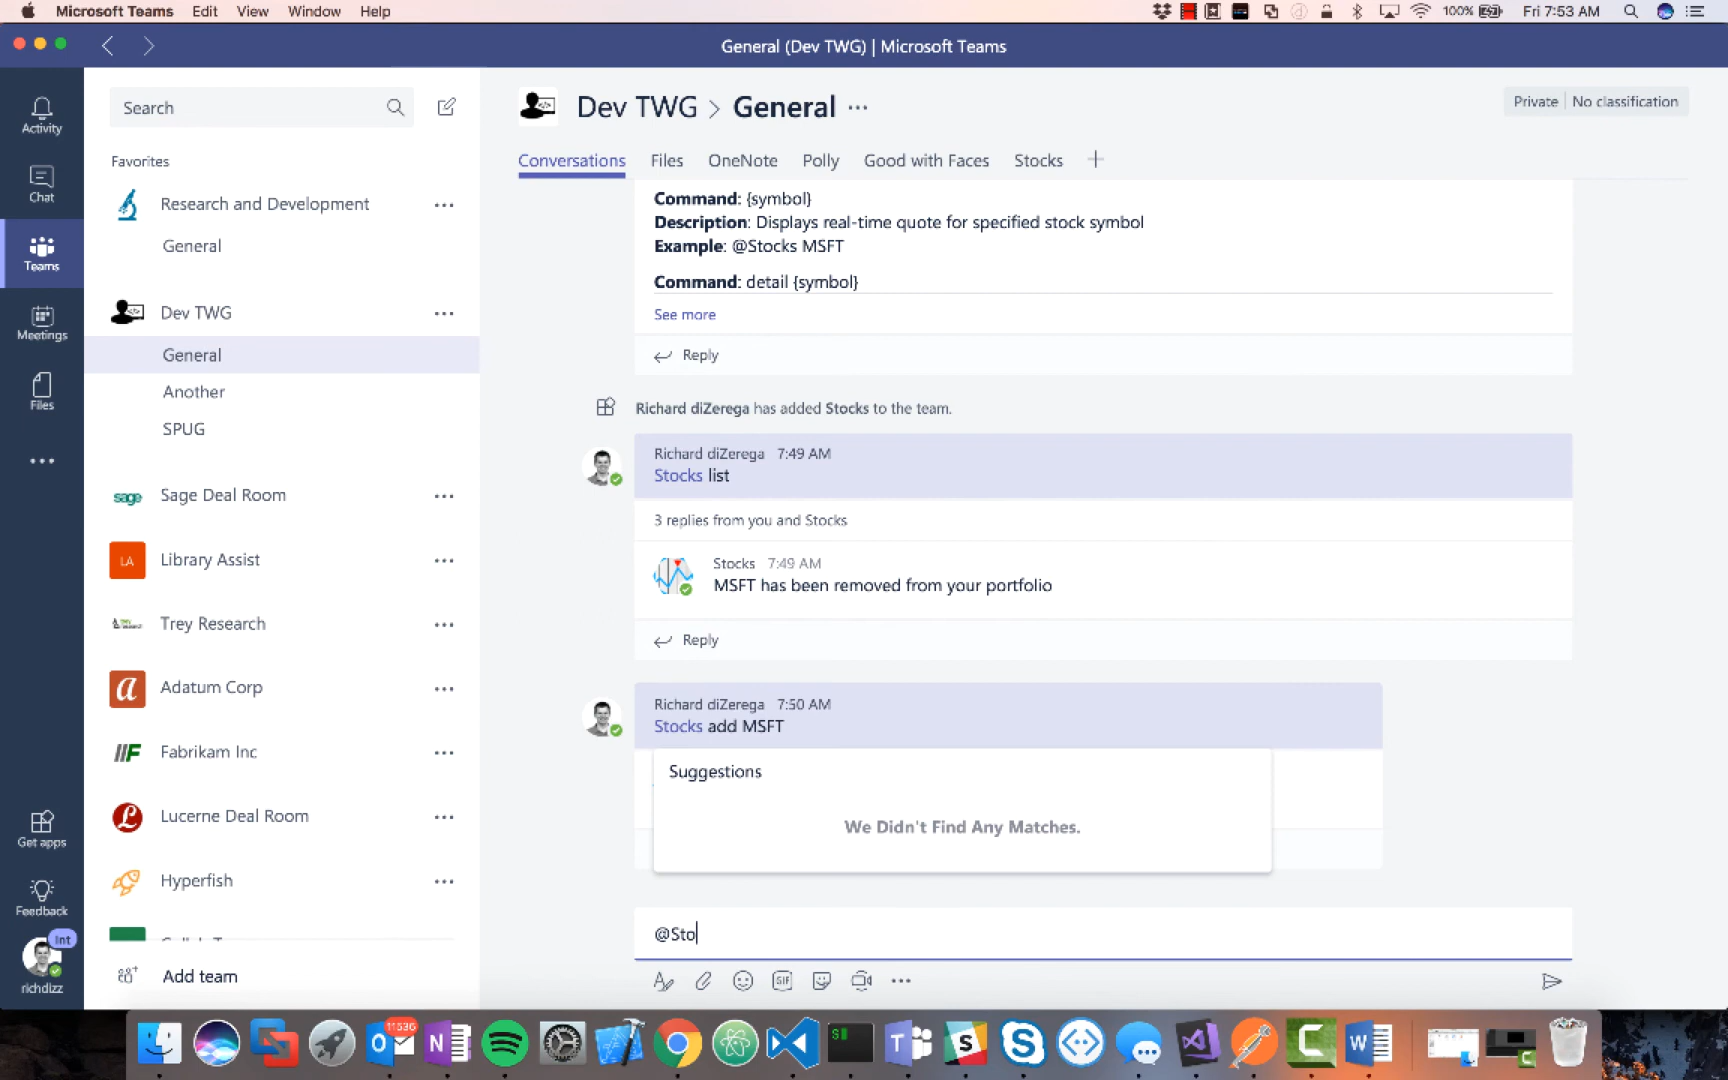 Microsoft Teams Edit View Window Help
100% Fri 7:53 AM
General (Dev TWG) | Microsoft Teams
Activity
Chat
Teams
Meetings
Files
Get apps
Feedback
Int
richdizz
Search
Favorites
Research and Development
General
Dev TWG
General
Another
SPUG
sage Sage Deal Room
LA Library Assist
Trey Research
a Adatum Corp
Fabrikam Inc
L Lucerne Deal Room
Hyperfish
Add team
Dev TWG > General
Private | No classification
Conversations Files OneNote Polly Good with Faces Stocks
Command: {symbol}
Description: Displays real-time quote for specified stock symbol
Example: @Stocks MSFT
Command: detail {symbol}
See more
Reply
Richard diZerega has added Stocks to the team.
Richard diZerega 7:49 AM
Stocks list
3 replies from you and Stocks
Stocks 7:49 AM
MSFT has been removed from your portfolio
Reply
Richard diZerega 7:50 AM
Stocks add MSFT
Suggestions
We Didn't Find Any Matches.
@Sto
GIF
11536